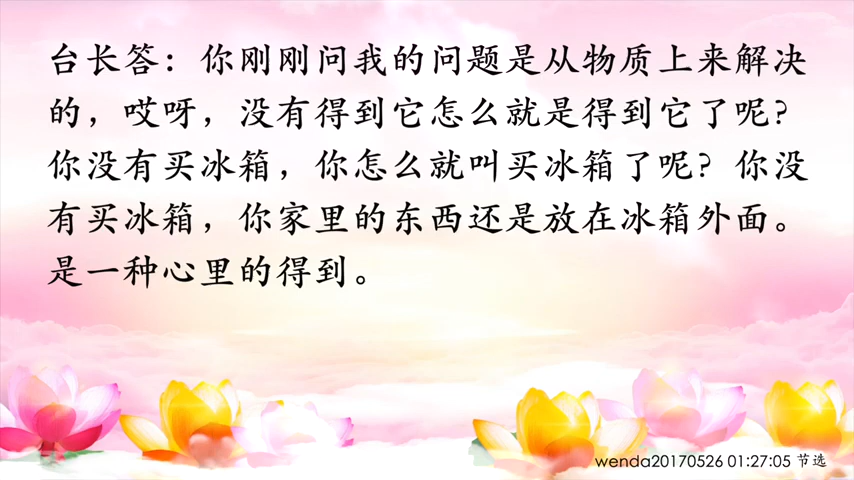 台长答：你刚刚问我的问题是从物质上来解决
的，哎呀，没有得到它怎么就是得到它了呢？
你没有买冰箱，你怎么就叫买冰箱了呢？你没
有买冰箱，你家里的东西还是放在冰箱外面。
是一种心里的得到。
wenda20170526 01:27:05 节选